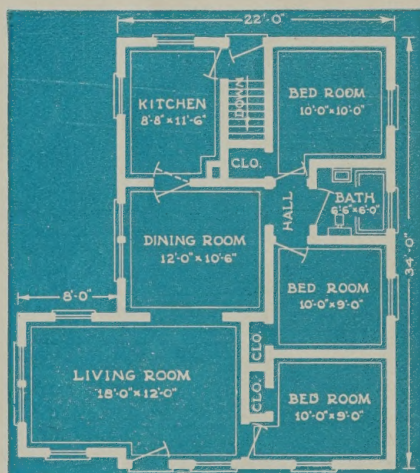 22'-0"
KITCHEN
8'-8"×11'-6"
DOWN
BED ROOM
10'-0"×10'-0"
CLO.
BATH
6'6"×6'-0"
HALL
DINING ROOM
12'-0"×10'-6"
34'-0"
8'-0"
BED ROOM
10'-0"×9'-0"
CLO.
LIVING ROOM
18'-0"×12'-0"
CLO.
BED ROOM
10'-0"×9'-0"